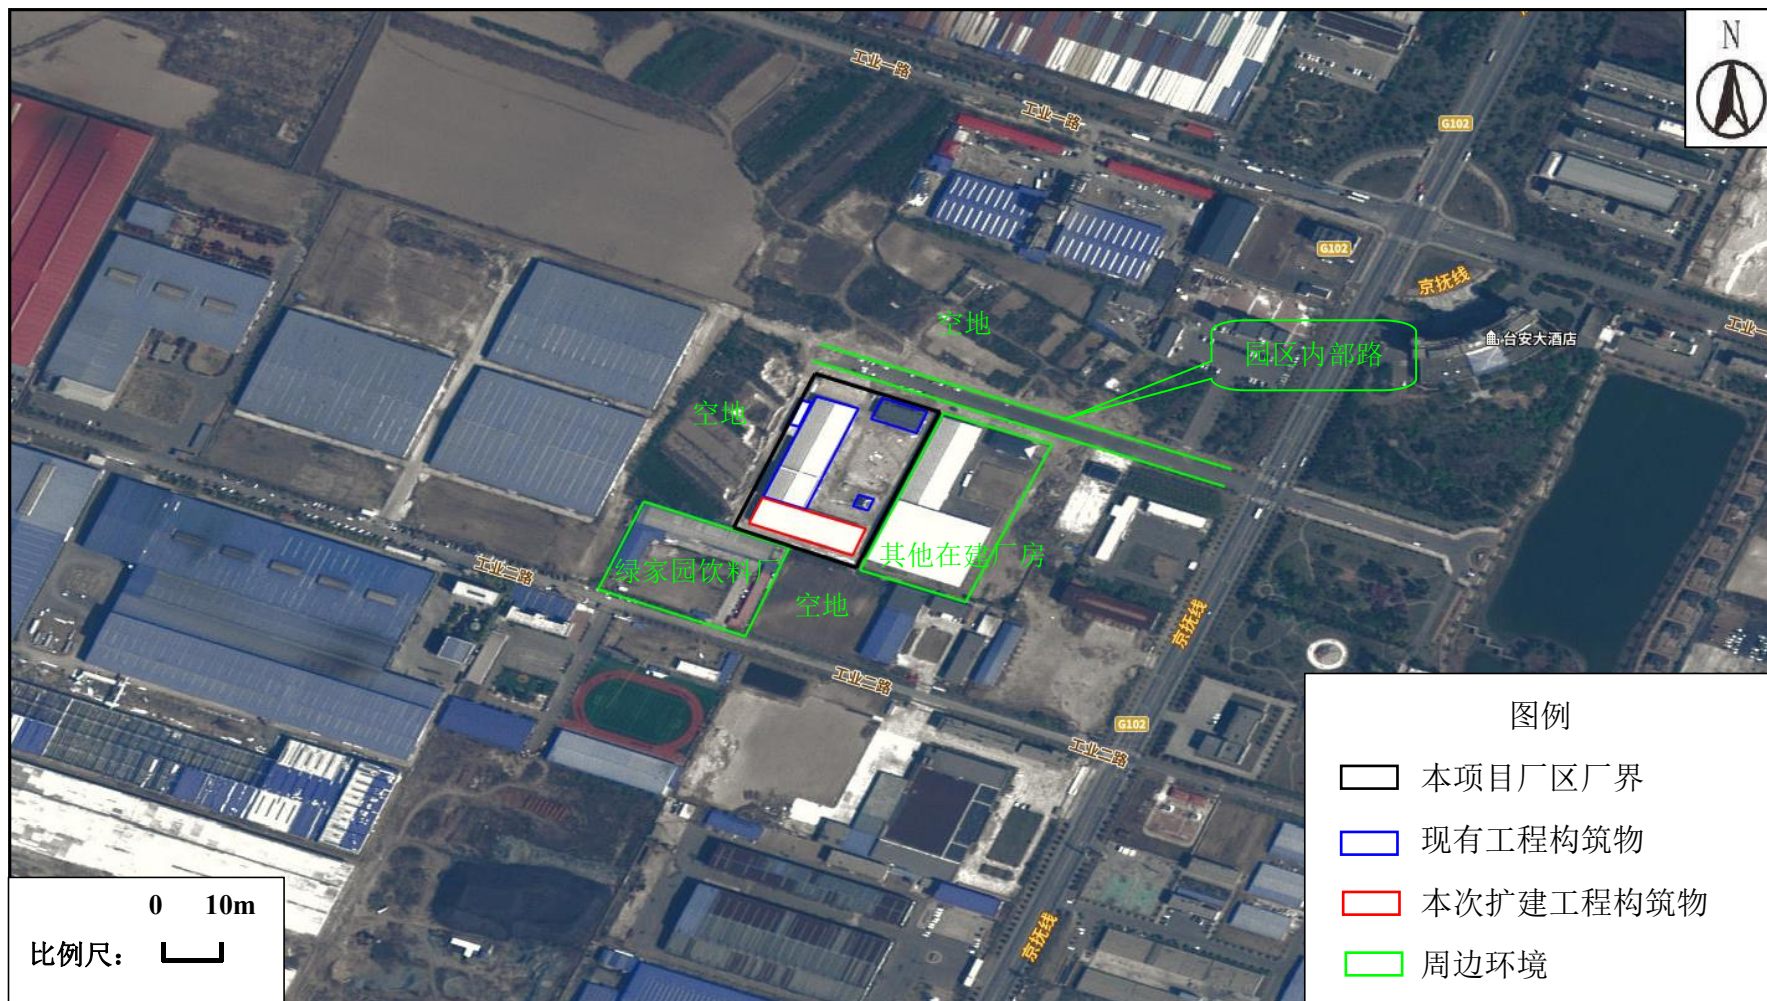 N
工业一路
工业一路
G102
G102
京抚线
工业一
台安大酒店
空地
园区内部路
空地
其他在建厂房
绿家园饮料厂
空地
工业二路
京抚线
工业二路
G102
工业二路
京抚线
图例
本项目厂区厂界
现有工程构筑物
本次扩建工程构筑物
周边环境
0 10m
比例尺：